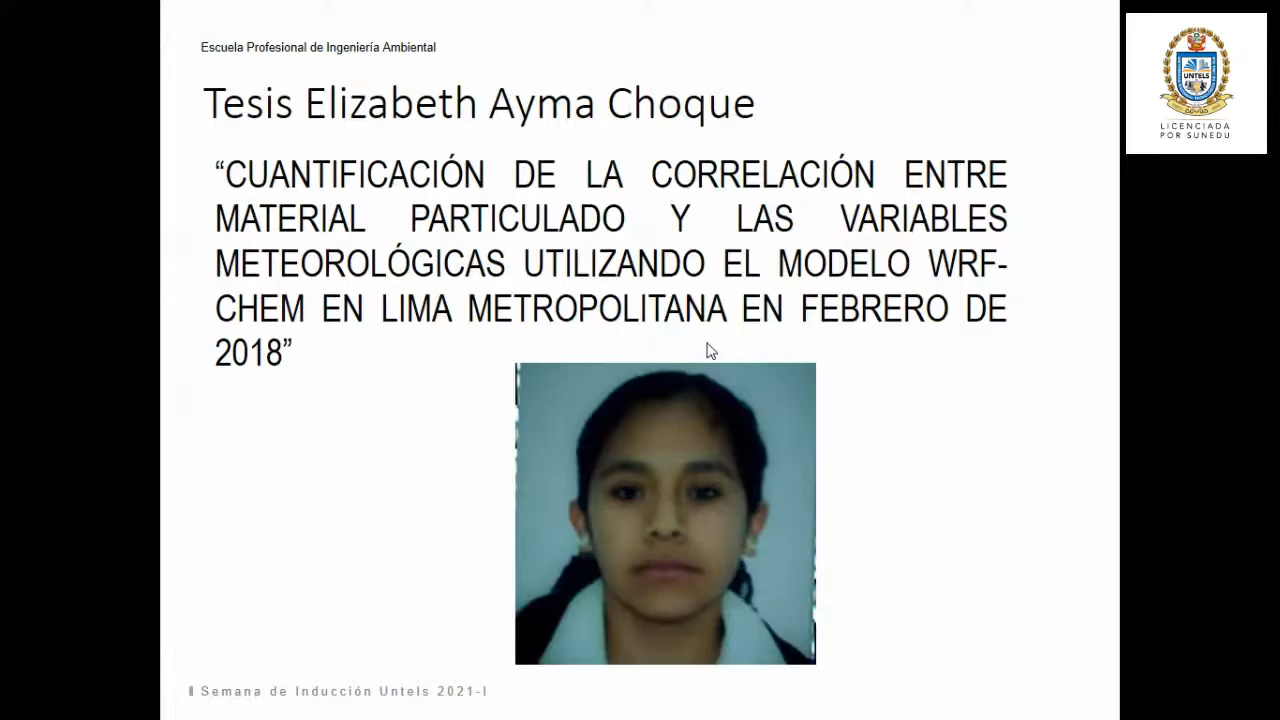 Escuela Profesional de Ingeniería Ambiental
Tesis Elizabeth Ayma Choque
“CUANTIFICACIÓN DE LA CORRELACIÓN ENTRE
MATERIAL PARTICULADO Y LAS VARIABLES
METEOROLÓGICAS UTILIZANDO EL MODELO WRF-
CHEM EN LIMA METROPOLITANA EN FEBRERO DE
2018”
UNTELS
LICENCIADA
POR SUNEDU
Semana de Inducción Untels 2021-I